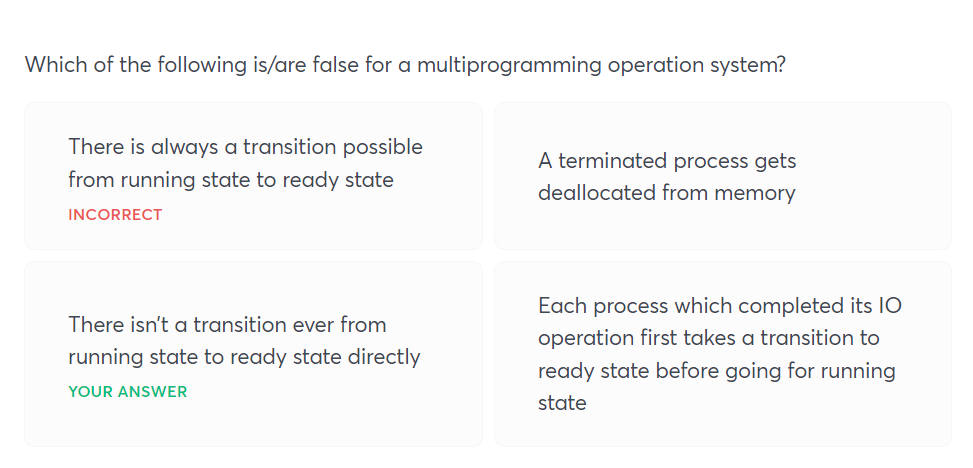 Which of the following is/are false for a multiprogramming operation system?
There is always a transition possible
from running state to ready state
INCORRECT
A terminated process gets
deallocated from memory
There isn't a transition ever from
running state to ready state directly
YOUR ANSWER
Each process which completed its IO
operation first takes a transition to
ready state before going for running
state